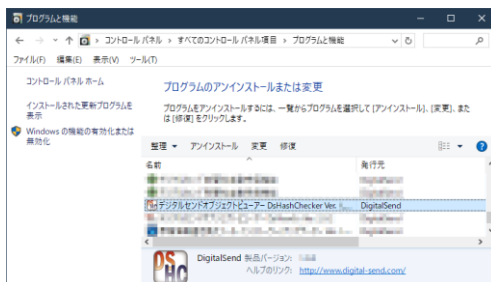 プログラムと機能
コントロール パネル › すべてのコントロール パネル項目 › プログラムと機能
ファイル(F) 編集(E) 表示(V) ツール(T)
コントロール パネル ホーム
インストールされた更新プログラムを
表示
Windows の機能の有効化または
無効化
プログラムのアンインストールまたは変更
プログラムをアンインストールするには、一覧からプログラムを選択して [アンインストール]、[変更]、また
は [修復] をクリックします。
整理 アンインストール 変更 修復
名前 発行元
デジタルセンドオブジェクトビューアー DsHashChecker Ver. DigitalSend
DSHC
DigitalSend 製品バージョン:
ヘルプのリンク: http://www.digital-send.com/